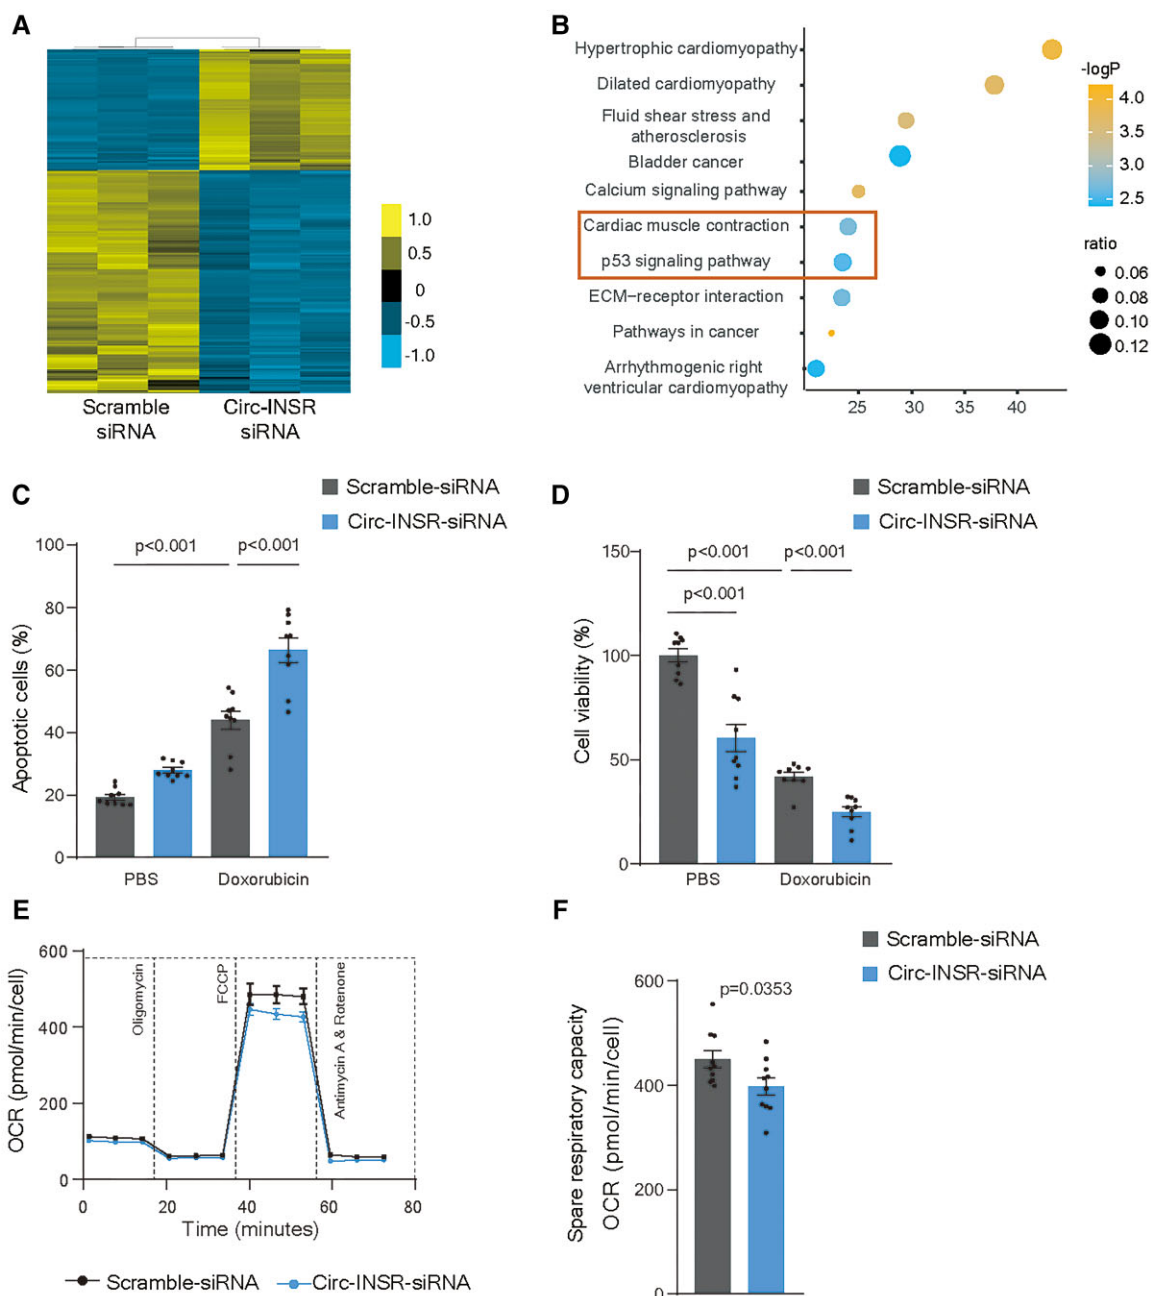 A
Scramble
siRNA
Circ-INSR
siRNA
1.0
0.5
0
-0.5
-1.0
B
Hypertrophic cardiomyopathy
Dilated cardiomyopathy
Fluid shear stress and
atherosclerosis
Bladder cancer
Calcium signaling pathway
Cardiac muscle contraction
p53 signaling pathway
ECM-receptor interaction
Pathways in cancer
Arrhythmogenic right
ventricular cardiomyopathy
25 30 35 40
-logP
4.0
3.5
3.0
2.5
ratio
0.06
0.08
0.10
0.12
C
Scramble-siRNA
Circ-INSR-siRNA
Apoptotic cells (%)
100
80
60
40
20
0
p<0.001 p<0.001
PBS Doxorubicin
D
Scramble-siRNA
Circ-INSR-siRNA
Cell viability (%)
150
100
50
0
p<0.001 p<0.001
p<0.001
PBS Doxorubicin
E
OCR (pmol/min/cell)
600
400
200
0
Oligomycin
FCCP
Antimycin A & Rotenone
0 20 40 60 80
Time (minutes)
Scramble-siRNA Circ-INSR-siRNA
F
Scramble-siRNA
Circ-INSR-siRNA
Spare respiratory capacity
OCR (pmol/min/cell)
600
400
200
0
p=0.0353